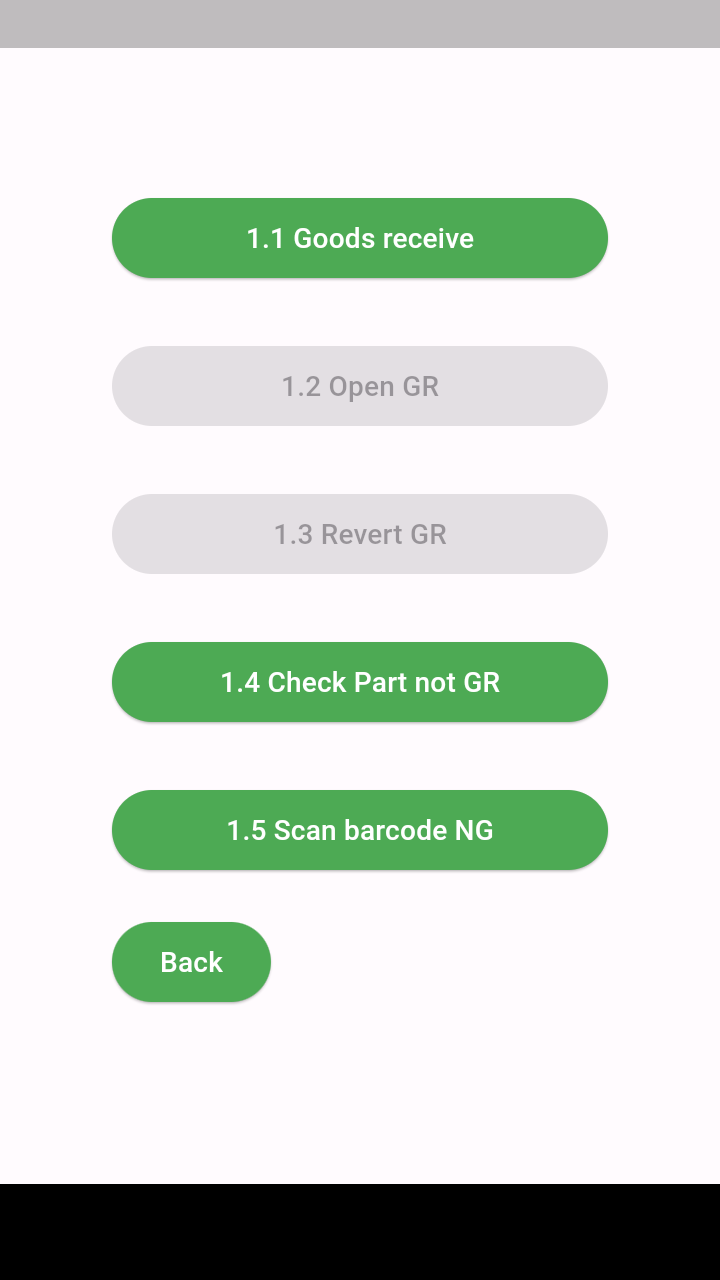 1.1 Goods receive
1.2 Open GR
1.3 Revert GR
1.4 Check Part not GR
1.5 Scan barcode NG
Back